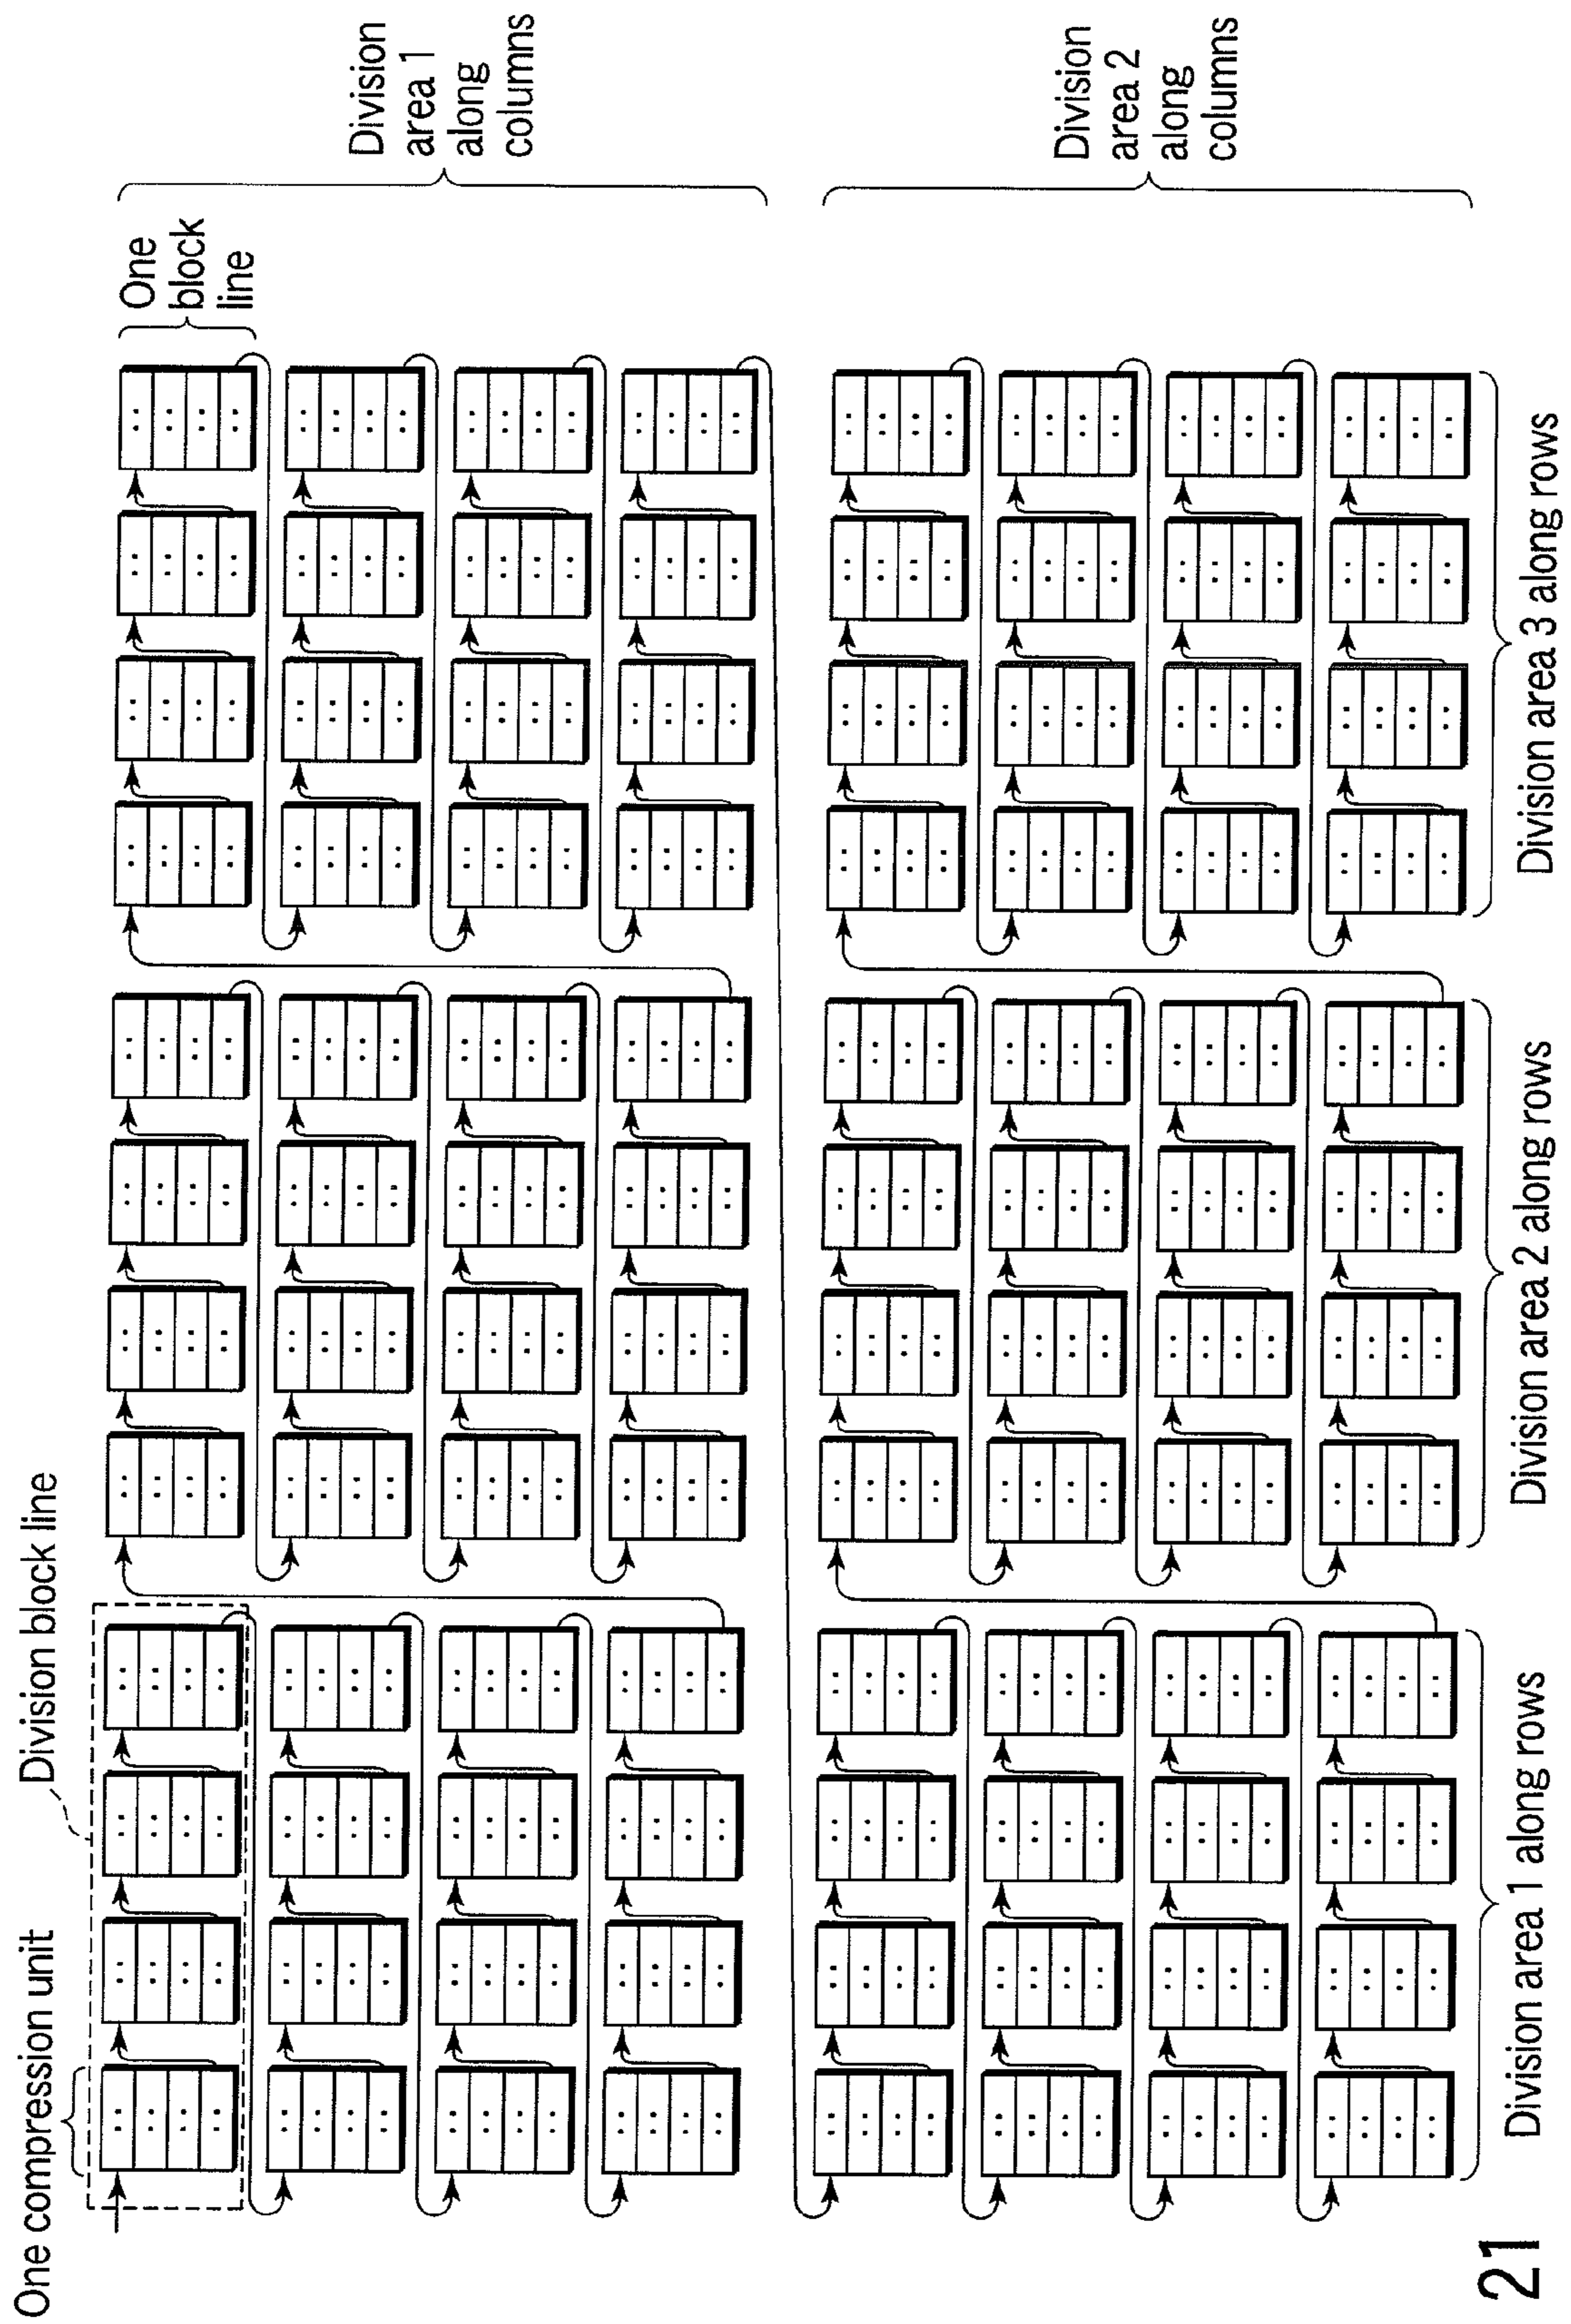 One compression unit
Division block line
One
block
line
Division
area 1
along
columns
Division
area 2
along
columns
Division area 1 along rows
Division area 2 along rows
Division area 3 along rows
21